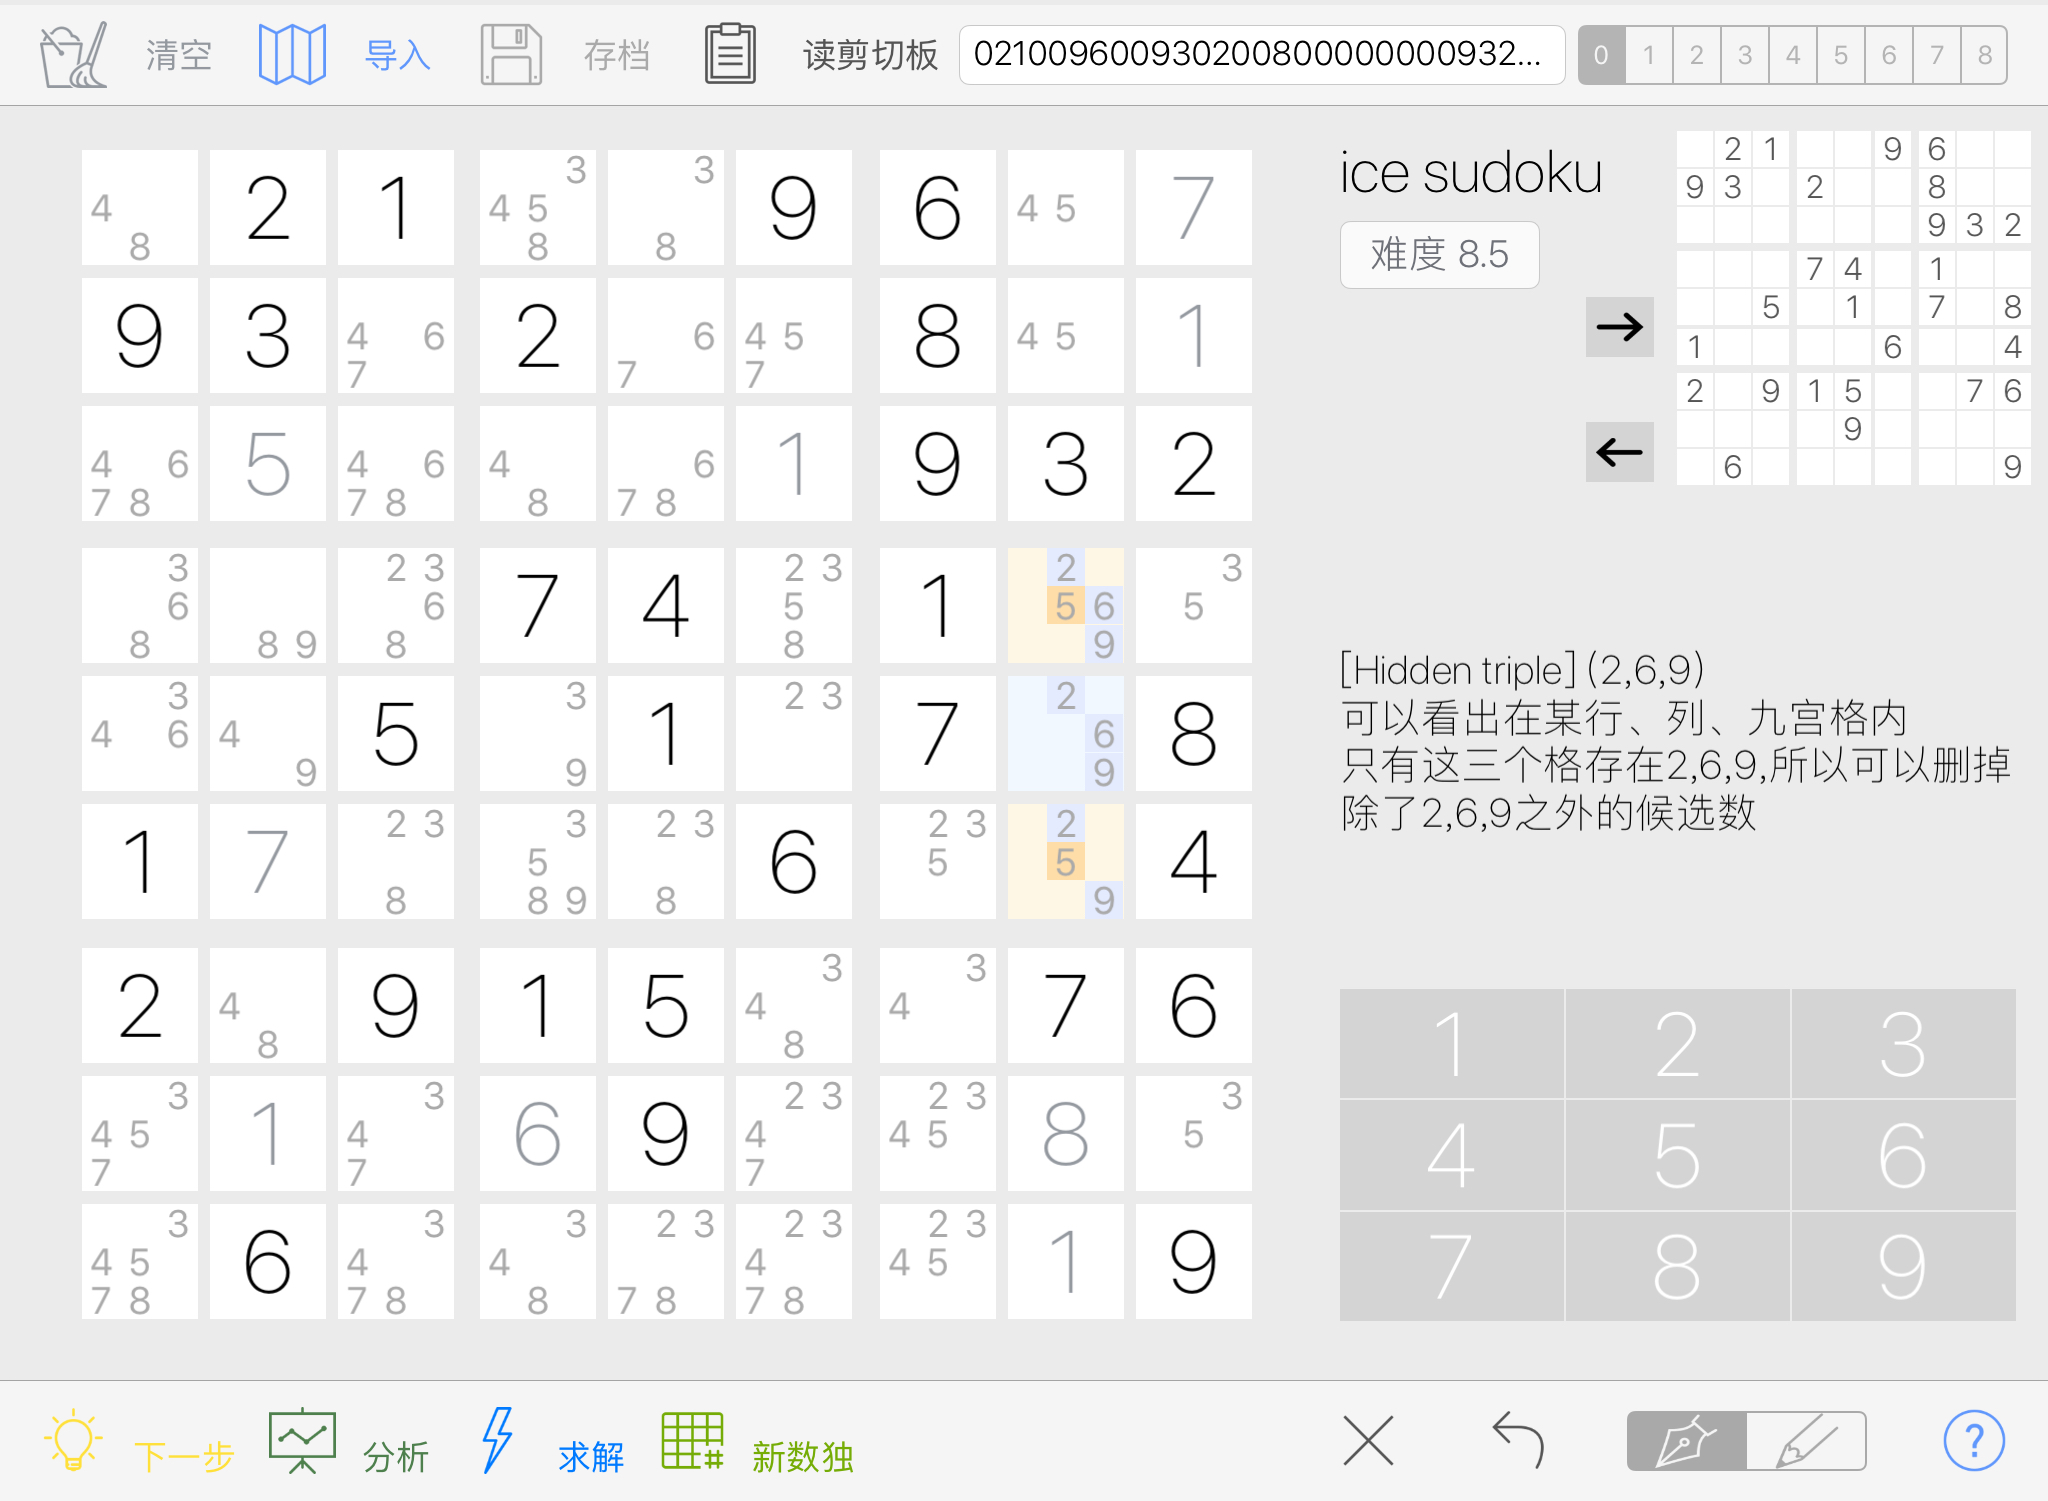 清空 导入 存档 读剪切板 021009600930200800000000932... 0 1 2 3 4 5 6 7 8
ice sudoku
难度 8.5
2 1 9 6
9 3 2 8
9 3 2
7 4 1
5 1 7 8
1 6 4
2 9 1 5 7 6
9
6 9
→
←
3 3
4 2 1 4 5 9 6 4 5 7
8 8 8
9 3 4 6 2 6 4 5 8 4 5 1
7 7 7
4 6 5 4 6 4 6 1 9 3 2
7 8 7 8 8 7 8
3 2 3 2 3 2 3
6 6 7 4 5 1 5 6 5
8 8 9 8 8 9
3 3 2 3 2
4 6 4 5 1 7 6 8
9 9 9
2 3 3 2 3 2 3 2
1 7 5 6 5 5 4
8 8 9 8 9
3 3
2 4 9 1 5 4 4 7 6
8 8
3 3 2 3 2 3 3
4 5 1 4 6 9 4 4 5 8 5
7 7 7
3 3 3 2 3 2 3 2 3
4 5 6 4 4 4 4 5 1 9
7 8 7 8 8 7 8 7 8
[Hidden triple] (2,6,9)
可以看出在某行、列、九宫格内
只有这三个格存在2,6,9,所以可以删掉
除了2,6,9之外的候选数
1 2 3
4 5 6
7 8 9
下一步 分析 求解 新数独 ?